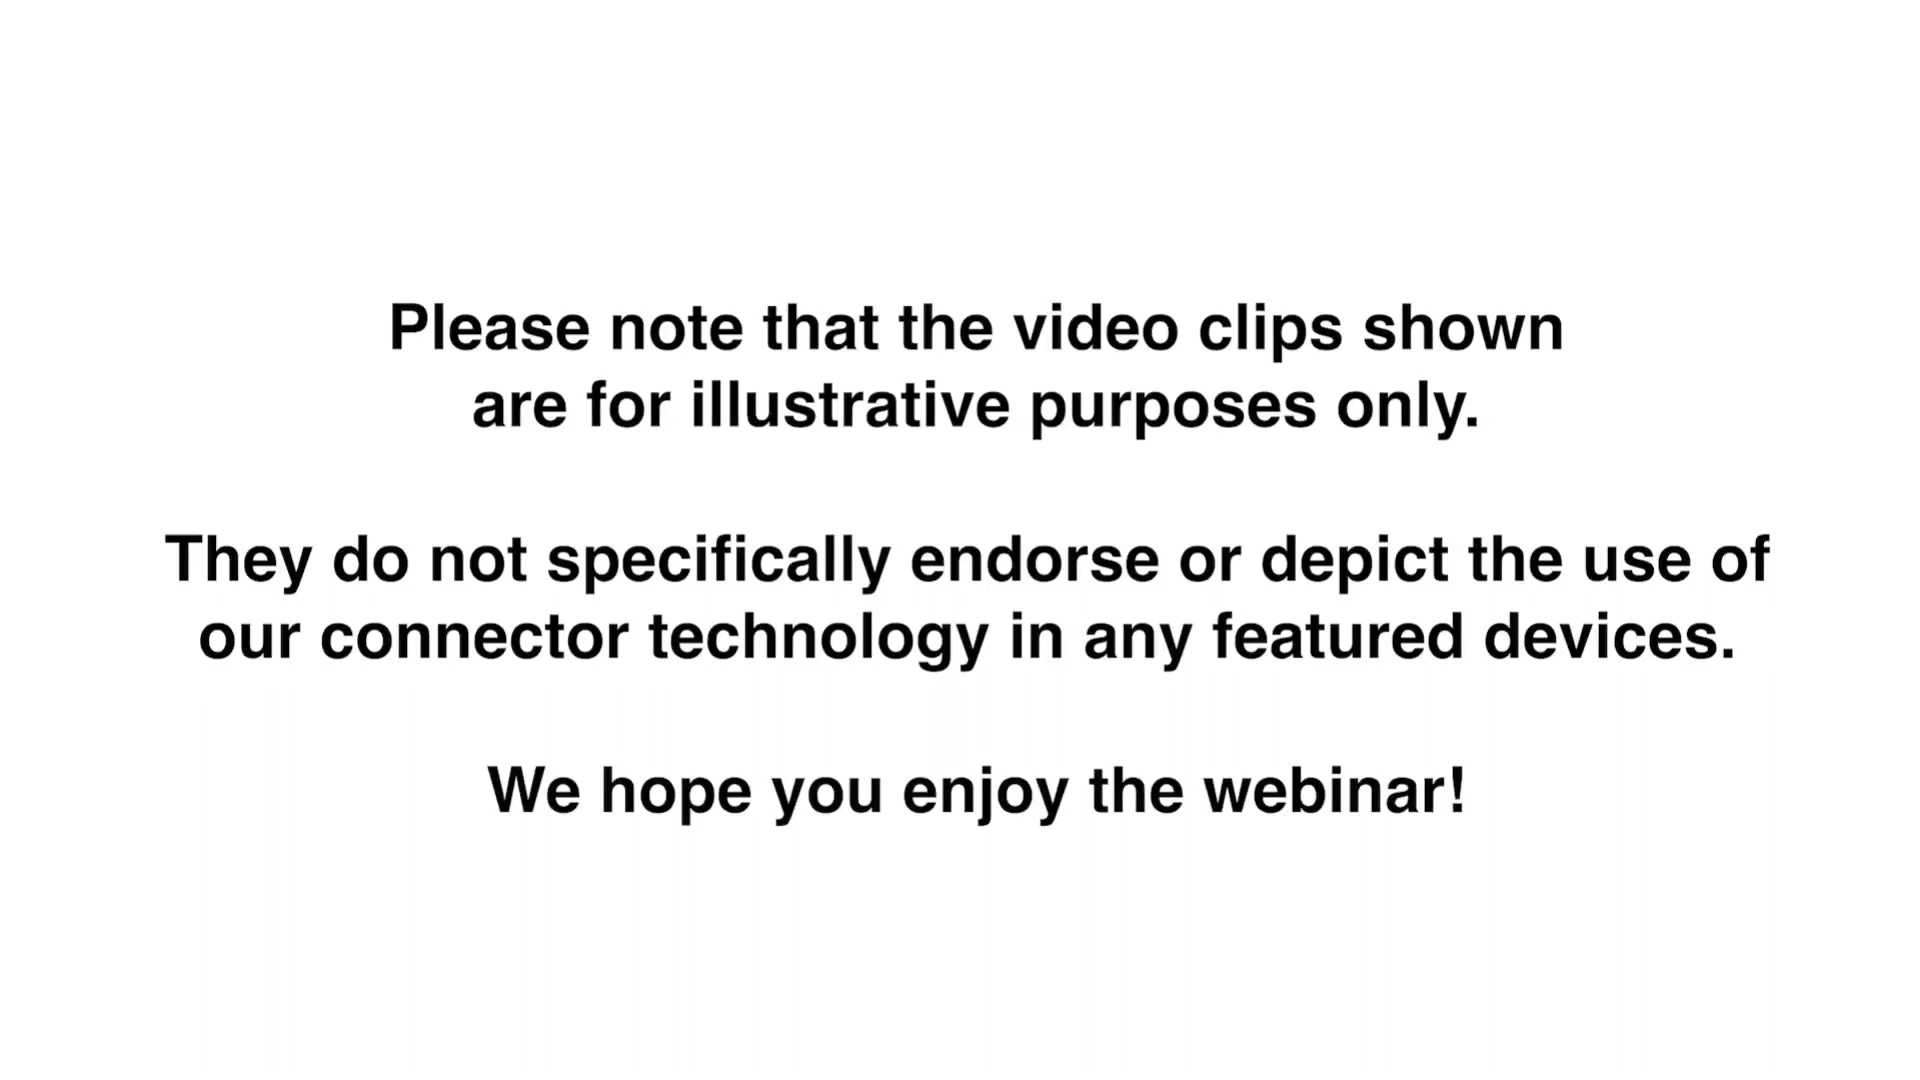 Please note that the video clips shown
are for illustrative purposes only.
They do not specifically endorse or depict the use of
our connector technology in any featured devices.
We hope you enjoy the webinar!